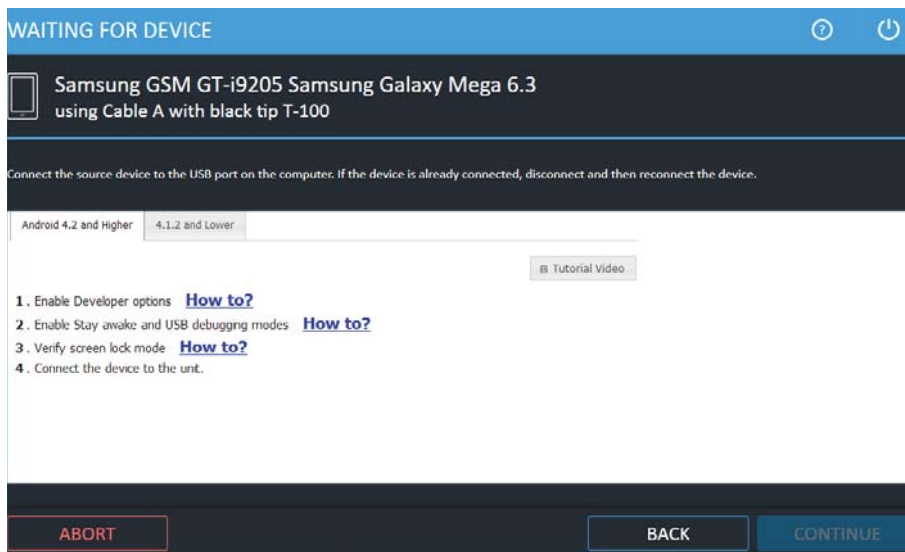 WAITING FOR DEVICE
Samsung GSM GT-i9205 Samsung Galaxy Mega 6.3
using Cable A with black tip T-100
Connect the source device to the USB port on the computer. If the device is already connected, disconnect and then reconnect the device.
Android 4.2 and Higher 4.1.2 and Lower
Tutorial Video
1. Enable Developer options How to?
2. Enable Stay awake and USB debugging modes How to?
3. Verify screen lock mode How to?
4. Connect the device to the unit.
ABORT BACK CONTINUE